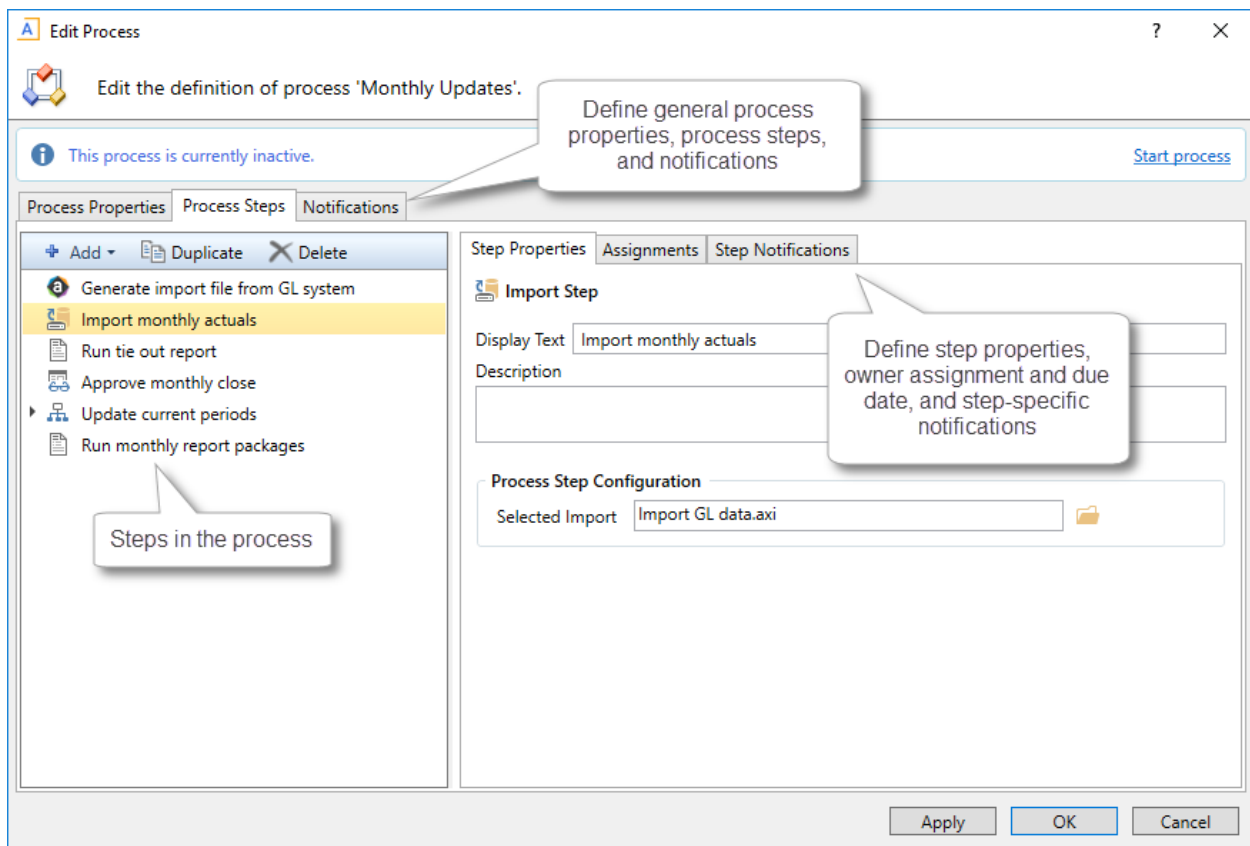 Edit Process
?
Edit the definition of process 'Monthly Updates'.
Define general process
properties, process steps,
and notifications
This process is currently inactive.
Start process
Process Properties
Process Steps
Notifications
Add
Duplicate
Delete
Generate import file from GL system
Import monthly actuals
Run tie out report
Approve monthly close
Update current periods
Run monthly report packages
Steps in the process
Step Properties
Assignments
Step Notifications
Import Step
Display Text
Import monthly actuals
Description
Define step properties,
owner assignment and due
date, and step-specific
notifications
Process Step Configuration
Selected Import
Import GL data.axi
Apply
OK
Cancel